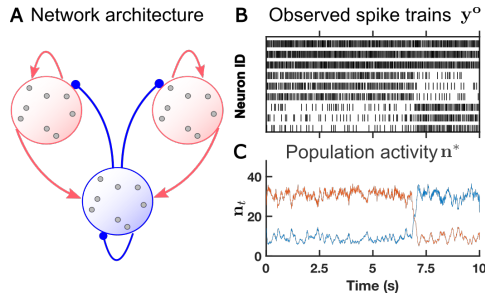 A Network architecture
B Observed spike trains yᵒ
Neuron ID
C Population activity n*
n_t
40
20
0
0 2.5 5 7.5 10
Time (s)